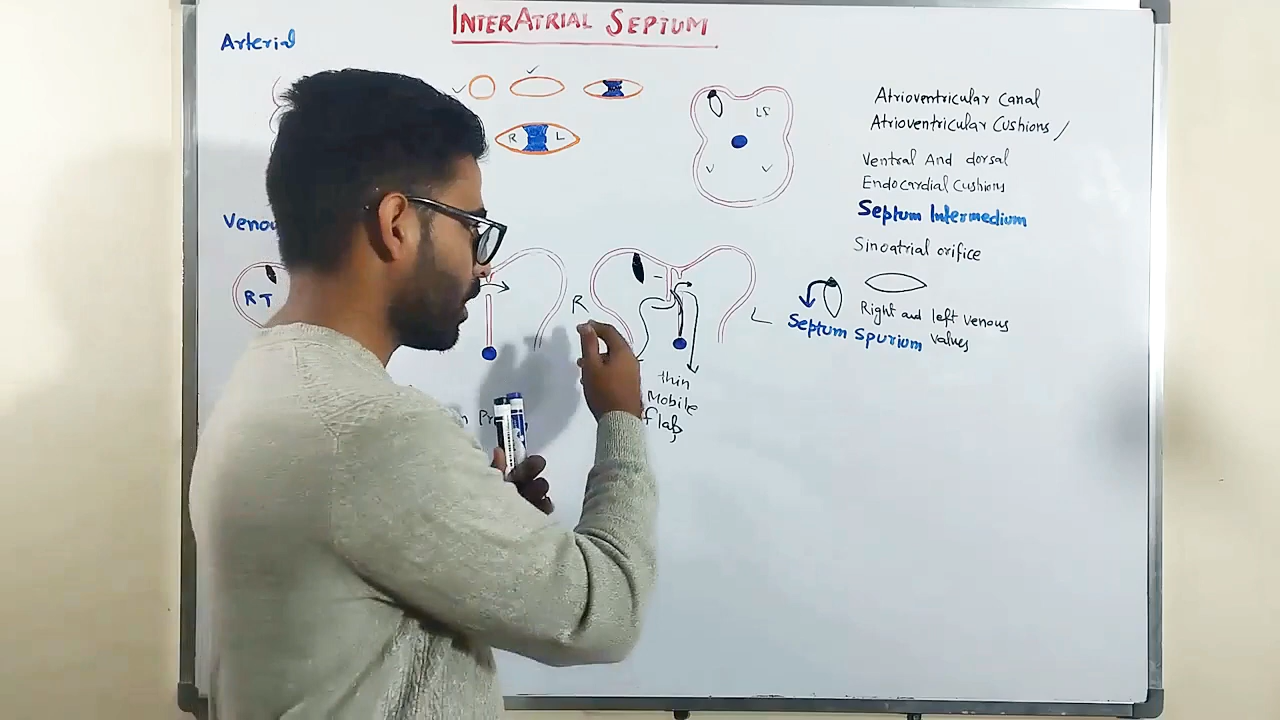 INTERATRIAL SEPTUM
Arterial
R L
LS
Atrioventricular Canal
Atrioventricular Cushions
Ventral And dorsal
Endocardial Cushions
Septum Intermedium
Sinoatrial orifice
RT
R
L
Right and left venous
valves
Septum Spurium
thin
Mobile
flap